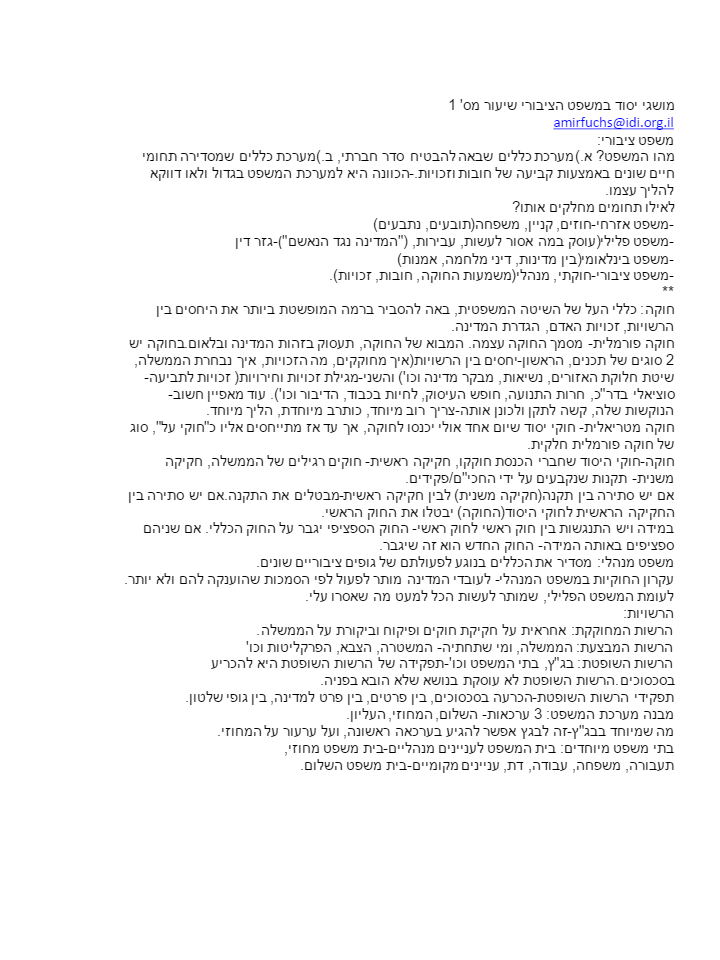 מושגי יסוד במשפט הציבורי שיעור מס' 1
amirfuchs@idi.org.il
משפט ציבורי:
מהו המשפט? א.)מערכת כללים שבאה להבטיח סדר חברתי, ב.)מערכת כללים שמסדירה תחומי
חיים שונים באמצעות קביעה של חובות וזכויות.-הכוונה היא למערכת המשפט בגדול ולאו דווקא
להליך עצמו.
לאילו תחומים מחלקים אותו?
-משפט אזרחי-חוזים, קניין, משפחה(תובעים, נתבעים)
-משפט פלילי(עוסק במה אסור לעשות, עבירות, ("המדינה נגד הנאשם")-גזר דין
-משפט בינלאומי(בין מדינות, דיני מלחמה, אמנות)
-משפט ציבורי-חוקתי, מנהלי(משמעות החוקה, חובות, זכויות).
**
חוקה: כללי העל של השיטה המשפטית, באה להסביר ברמה המופשטת ביותר את היחסים בין
הרשויות, זכויות האדם, הגדרת המדינה.
חוקה פורמלית- מסמך החוקה עצמה. המבוא של החוקה, תעסוק בזהות המדינה ובלאום.בחוקה יש
2 סוגים של תכנים, הראשון-יחסים בין הרשויות(איך מחוקקים, מה הזכויות, איך נבחרת הממשלה,
שיטת חלוקת האזורים, נשיאות, מבקר מדינה וכו') והשני-מגילת זכויות וחירויות( זכויות לתביעה-
סוציאלי בדר"כ, חרות התנועה, חופש העיסוק, לחיות בכבוד, הדיבור וכו'). עוד מאפיין חשוב-
הנוקשות שלה, קשה לתקן ולכונן אותה-צריך רוב מיוחד, כותרב מיוחדת, הליך מיוחד.
חוקה מטריאלית- חוקי יסוד שיום אחד אולי יכנסו לחוקה, אך עד אז מתייחסים אליו כ"חוקי על", סוג
של חוקה פורמלית חלקית.
חוקה-חוקי היסוד שחברי הכנסת חוקקו, חקיקה ראשית- חוקים רגילים של הממשלה, חקיקה
משנית- תקנות שנקבעים על ידי החכי"ם/פקידים.
אם יש סתירה בין תקנה(חקיקה משנית) לבין חקיקה ראשית-מבטלים את התקנה.אם יש סתירה בין
החקיקה הראשית לחוקי היסוד(החוקה) יבטלו את החוק הראשי.
במידה ויש התנגשות בין חוק ראשי לחוק ראשי- החוק הספציפי יגבר על החוק הכללי. אם שניהם
ספציפים באותה המידה- החוק החדש הוא זה שיגבר.
משפט מנהלי: מסדיר את הכללים בנוגע לפעולתם של גופים ציבוריים שונים.
עקרון החוקיות במשפט המנהלי- לעובדי המדינה מותר לפעול לפי הסמכות שהוענקה להם ולא יותר.
לעומת המשפט הפלילי, שמותר לעשות הכל למעט מה שאסרו עלי.
הרשויות:
הרשות המחוקקת: אחראית על חקיקת חוקים ופיקוח וביקורת על הממשלה.
הרשות המבצעת: הממשלה, ומי שתחתיה- המשטרה, הצבא, הפרקליטות וכו'
הרשות השופטת: בג"ץ, בתי המשפט וכו'-תפקידה של הרשות השופטת היא להכריע
בסכסוכים.הרשות השופטת לא עוסקת בנושא שלא הובא בפניה.
תפקידי הרשות השופטת-הכרעה בסכסוכים, בין פרטים, בין פרט למדינה, בין גופי שלטון.
מבנה מערכת המשפט: 3 ערכאות- השלום, המחוזי, העליון.
מה שמיוחד בבג"ץ-זה לבגץ אפשר להגיע בערכאה ראשונה, ועל ערעור על המחוזי.
בתי משפט מיוחדים: בית המשפט לעניינים מנהליים-בית משפט מחוזי,
תעבורה, משפחה, עבודה, דת, עניינים מקומיים-בית משפט השלום.